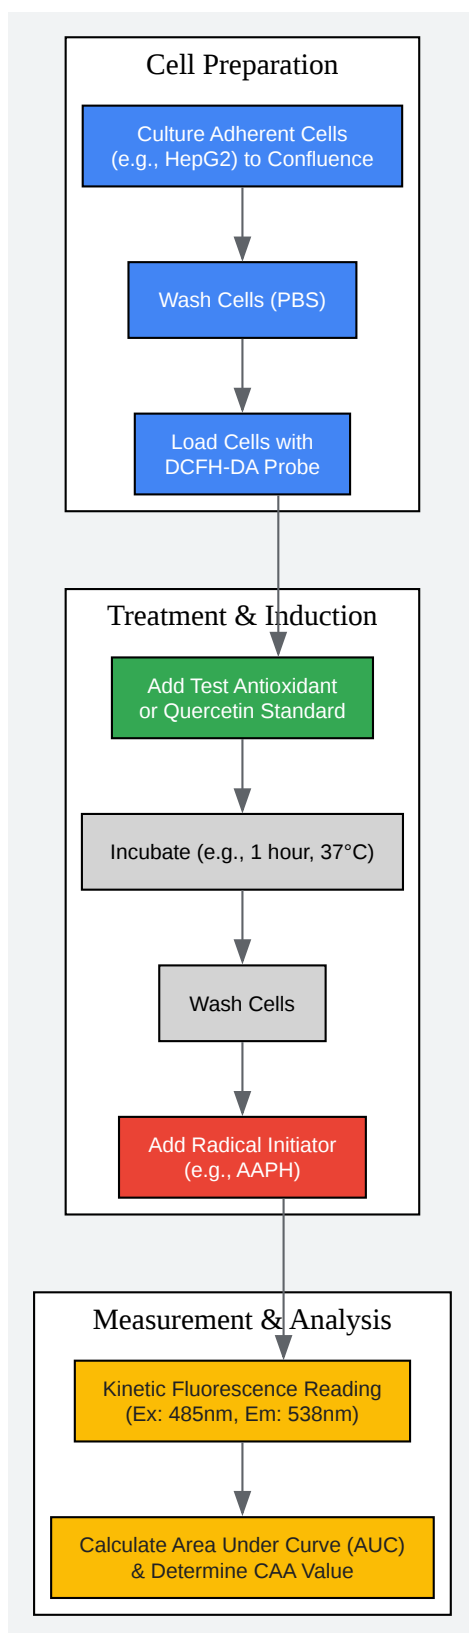 Cell Preparation
Culture Adherent Cells
(e.g., HepG2) to Confluence
Wash Cells (PBS)
Load Cells with
DCFH-DA Probe
Treatment & Induction
Add Test Antioxidant
or Quercetin Standard
Incubate (e.g., 1 hour, 37°C)
Wash Cells
Add Radical Initiator
(e.g., AAPH)
Measurement & Analysis
Kinetic Fluorescence Reading
(Ex: 485nm, Em: 538nm)
Calculate Area Under Curve (AUC)
& Determine CAA Value